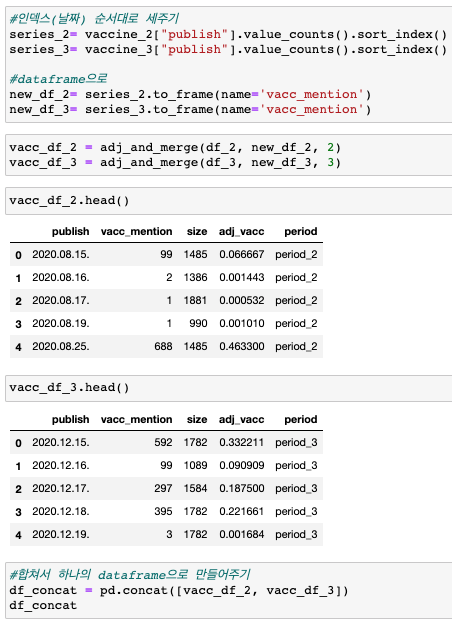 #인덱스(날짜) 순서대로 세주기
series_2= vaccine_2["publish"].value_counts().sort_index()
series_3= vaccine_3["publish"].value_counts().sort_index()
#dataframe으로
new_df_2= series_2.to_frame(name='vacc_mention')
new_df_3= series_3.to_frame(name='vacc_mention')
vacc_df_2 = adj_and_merge(df_2, new_df_2, 2)
vacc_df_3 = adj_and_merge(df_3, new_df_3, 3)
vacc_df_2.head()
publish vacc_mention size adj_vacc period
0 2020.08.15. 99 1485 0.066667 period_2
1 2020.08.16. 2 1386 0.001443 period_2
2 2020.08.17. 1 1881 0.000532 period_2
3 2020.08.19. 1 990 0.001010 period_2
4 2020.08.25. 688 1485 0.463300 period_2
vacc_df_3.head()
publish vacc_mention size adj_vacc period
0 2020.12.15. 592 1782 0.332211 period_3
1 2020.12.16. 99 1089 0.090909 period_3
2 2020.12.17. 297 1584 0.187500 period_3
3 2020.12.18. 395 1782 0.221661 period_3
4 2020.12.19. 3 1782 0.001684 period_3
#합쳐서 하나의 dataframe으로 만들어주기
df_concat = pd.concat([vacc_df_2, vacc_df_3])
df_concat